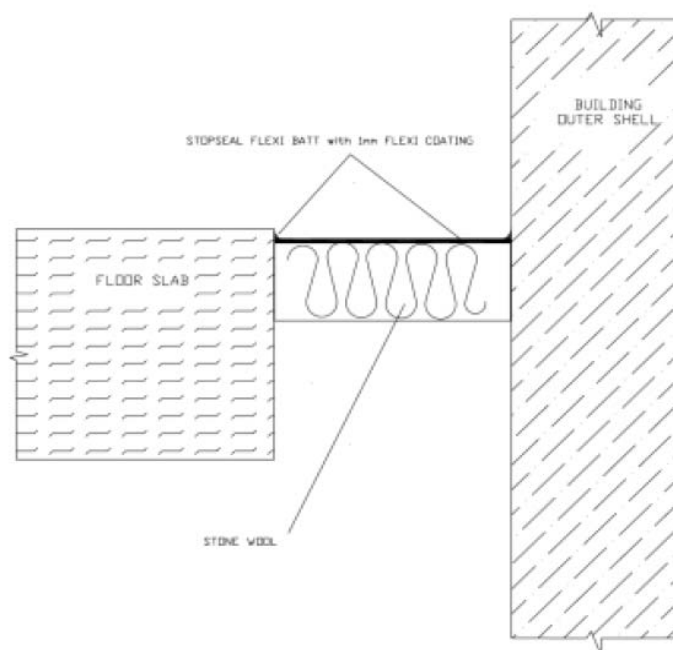 BUILDING
OUTER SHELL
STOPSEAL FLEXI BATT with 1mm FLEXI COATING
FLOOR SLAB
STONE WOOL